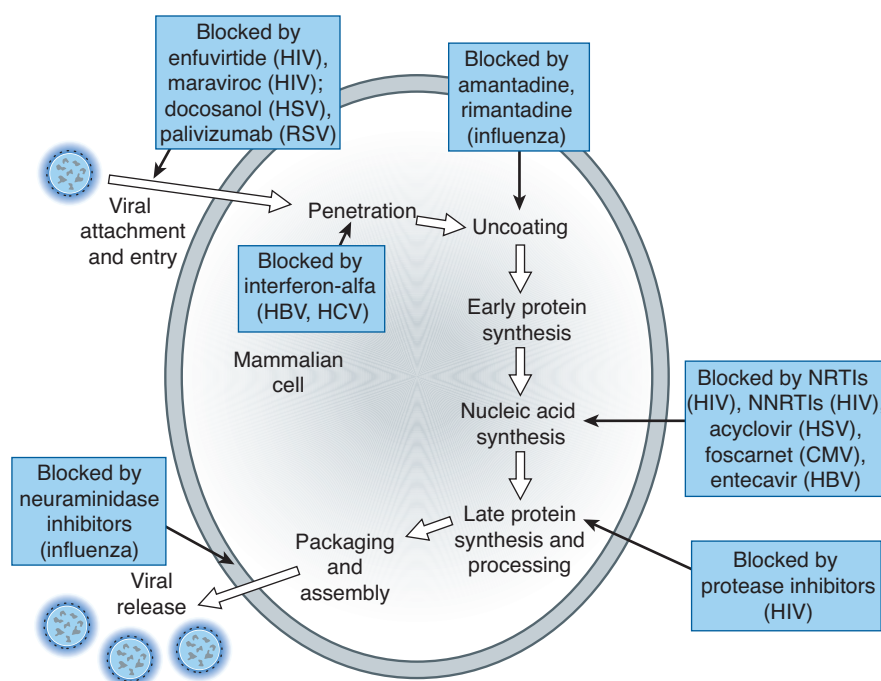 Blocked by
enfuvirtide (HIV),
maraviroc (HIV);
docosanol (HSV),
palivizumab (RSV)
Blocked by
amantadine,
rimantadine
(influenza)
Viral
attachment
and entry
Penetration
Uncoating
Blocked by
interferon-alfa
(HBV, HCV)
Early protein
synthesis
Mammalian
cell
Nucleic acid
synthesis
Blocked by NRTIs
(HIV), NNRTIs (HIV)
acyclovir (HSV),
foscarnet (CMV),
entecavir (HBV)
Blocked by
neuraminidase
inhibitors
(influenza)
Late protein
synthesis and
processing
Packaging
and
assembly
Blocked by
protease inhibitors
(HIV)
Viral
release